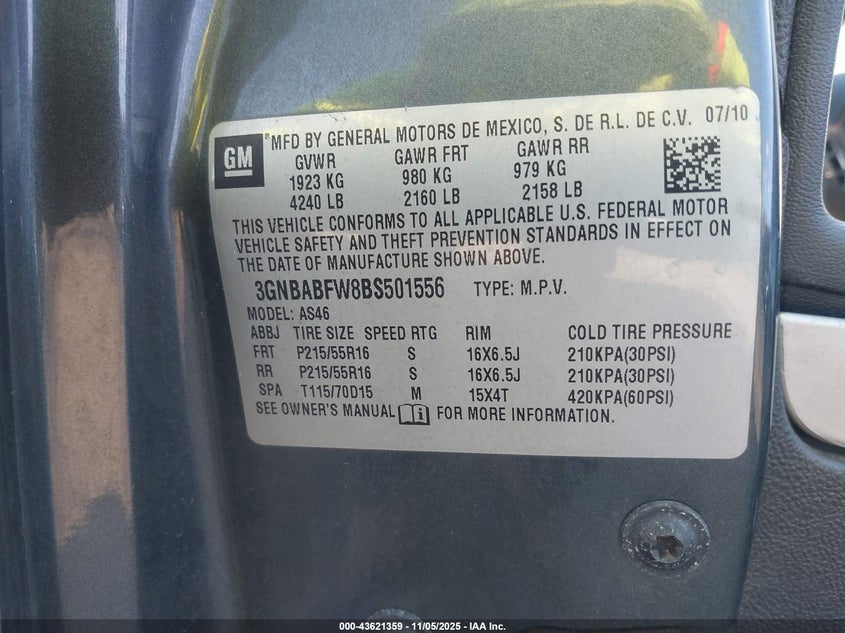 GM
*MFD BY GENERAL MOTORS DE MEXICO, S. DE R.L. DE C.V. 07/10
GVWR GAWR FRT GAWR RR
1923 KG 980 KG 979 KG
4240 LB 2160 LB 2158 LB
THIS VEHICLE CONFORMS TO ALL APPLICABLE U.S. FEDERAL MOTOR
VEHICLE SAFETY AND THEFT PREVENTION STANDARDS IN EFFECT ON
THE DATE OF MANUFACTURE SHOWN ABOVE.
3GNBABFW8BS501556 TYPE: M.P.V.
MODEL: AS46
ABBJ TIRE SIZE SPEED RTG RIM COLD TIRE PRESSURE
FRT P215/55R16 S 16X6.5J 210KPA(30PSI)
RR P215/55R16 S 16X6.5J 210KPA(30PSI)
SPA T115/70D15 M 15X4T 420KPA(60PSI)
SEE OWNER'S MANUAL FOR MORE INFORMATION.
000-43621359 - 11/05/2025 - IAA Inc.